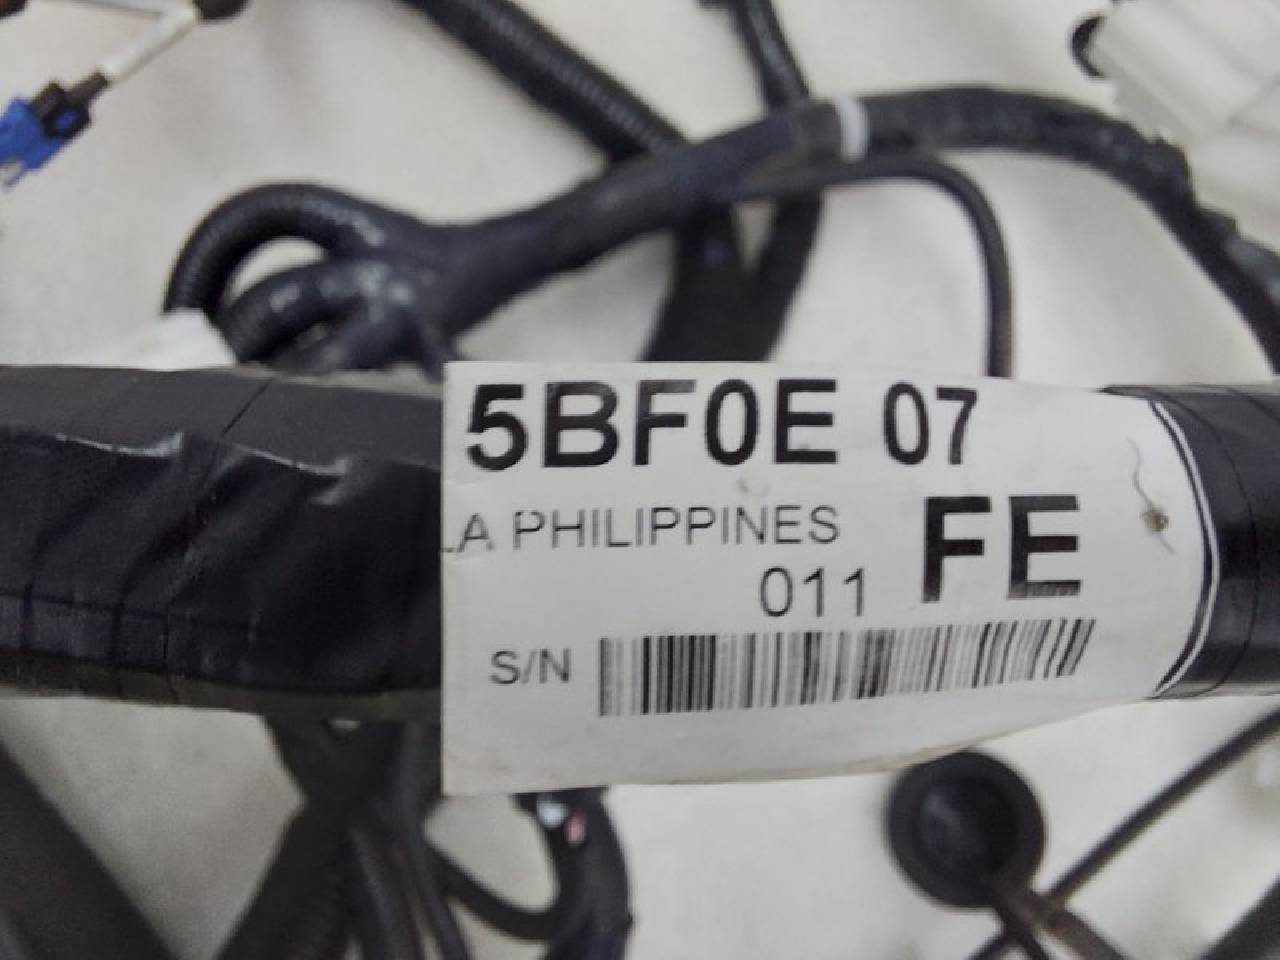 5BF0E 07
LA PHILIPPINES
011 FE
S/N